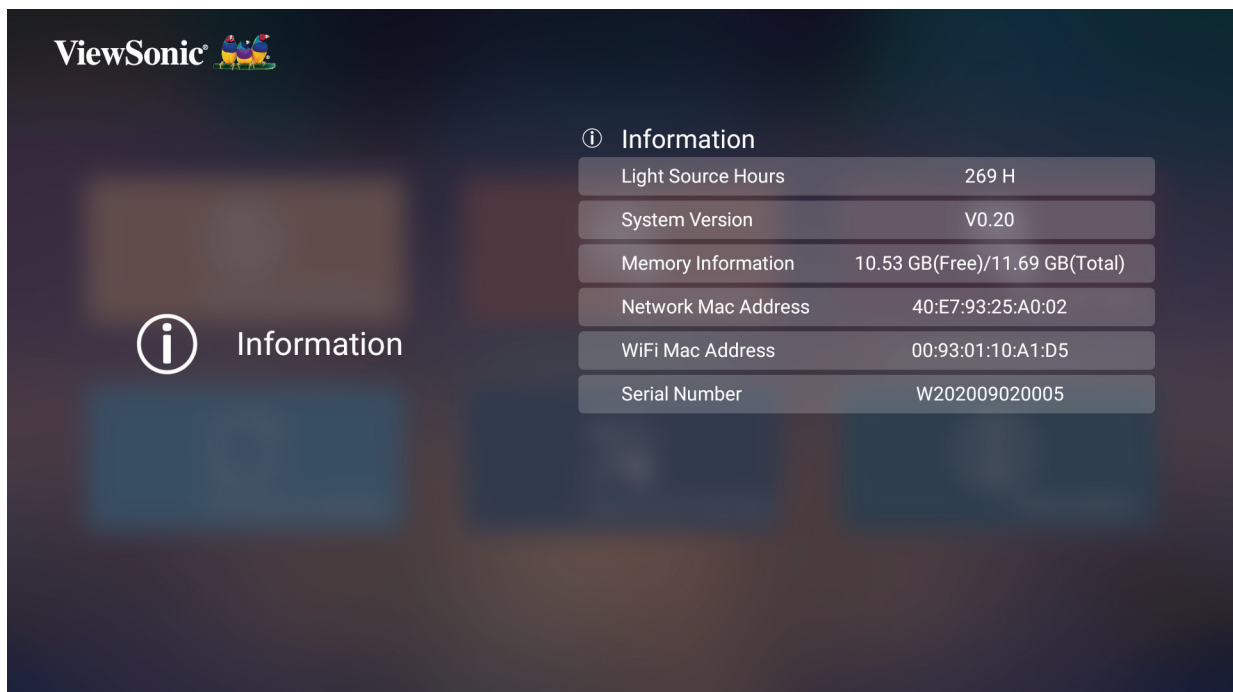 ViewSonic®
Information
Light Source Hours 269 H
System Version V0.20
Memory Information 10.53 GB(Free)/11.69 GB(Total)
Network Mac Address 40:E7:93:25:A0:02
WiFi Mac Address 00:93:01:10:A1:D5
Serial Number W202009020005
Information